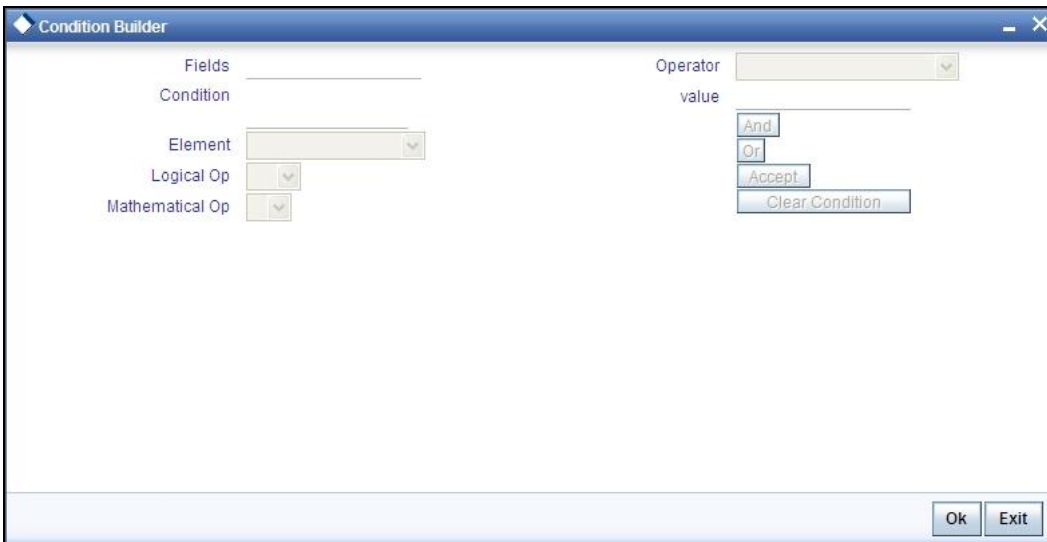 Condition Builder
Fields
Operator
Condition
value
And
Element
Or
Logical Op
Accept
Mathematical Op
Clear Condition
Ok
Exit